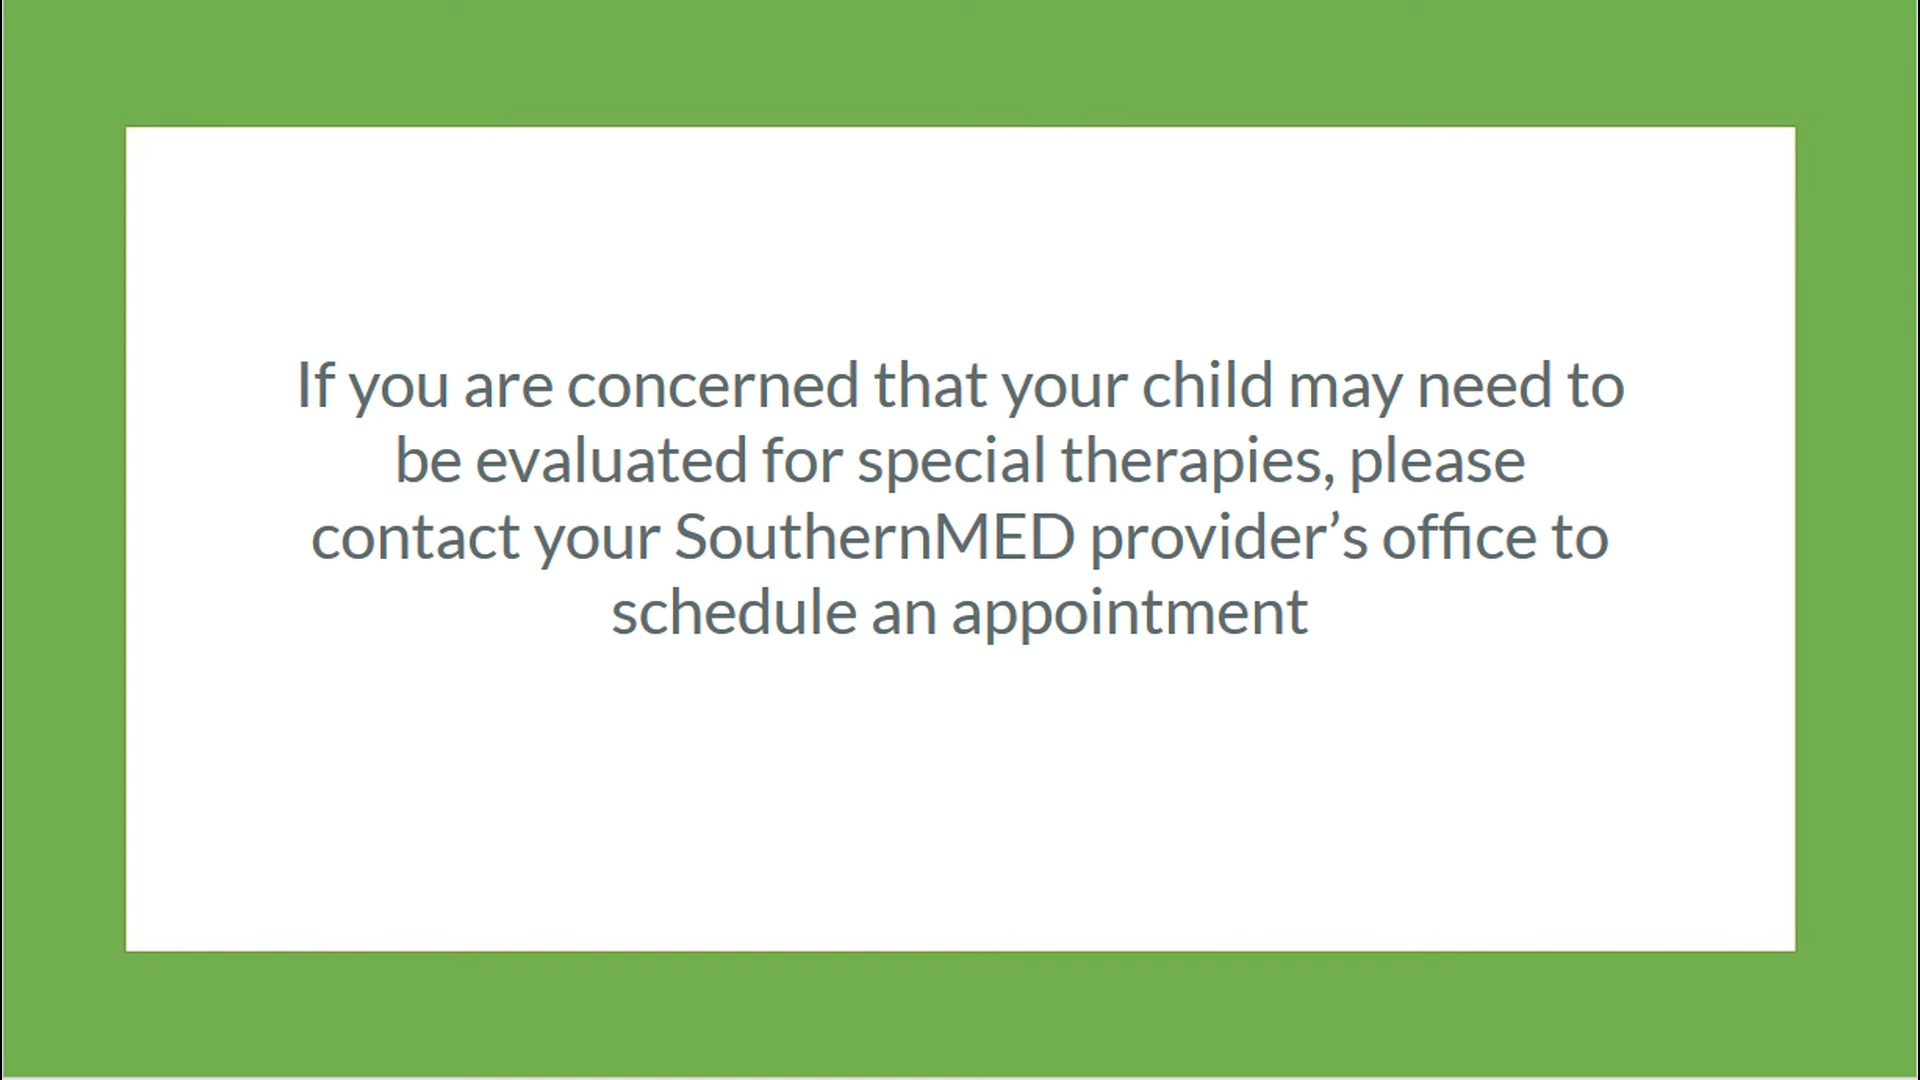 If you are concerned that your child may need to
be evaluated for special therapies, please
contact your SouthernMED provider’s office to
schedule an appointment